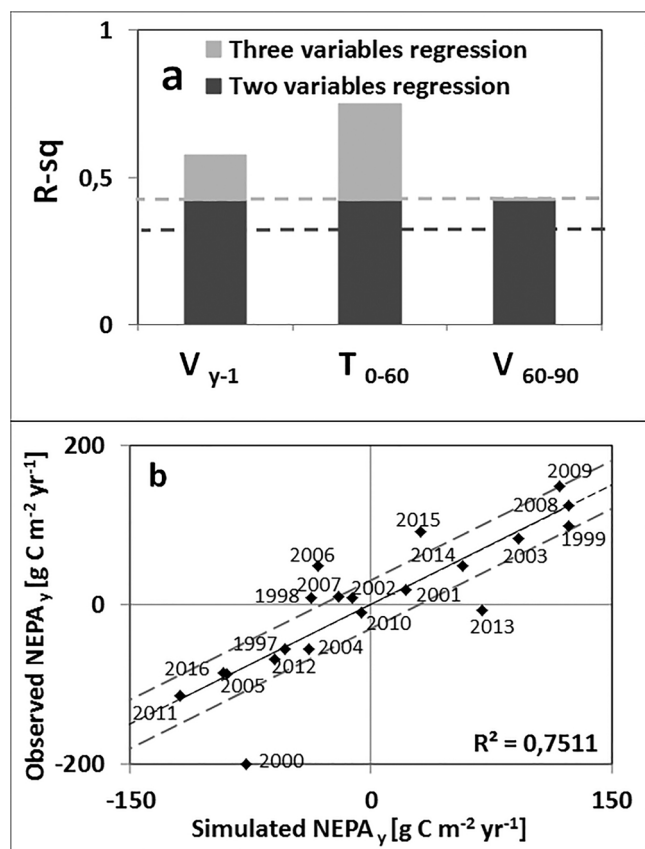 1
a
Three variables regression
Two variables regression
R-sq
0,5
0
V y-1
T 0-60
V 60-90
200
b
2009
2008
2015
2006
2014
2003
1999
2007
2002
1998
2001
0
2010
2013
1997
2004
2016
2012
2005
2011
R² = 0,7511
2000
-200
-150
0
150
Observed NEPA y [g C m-2 yr-1]
Simulated NEPA y [g C m-2 yr-1]